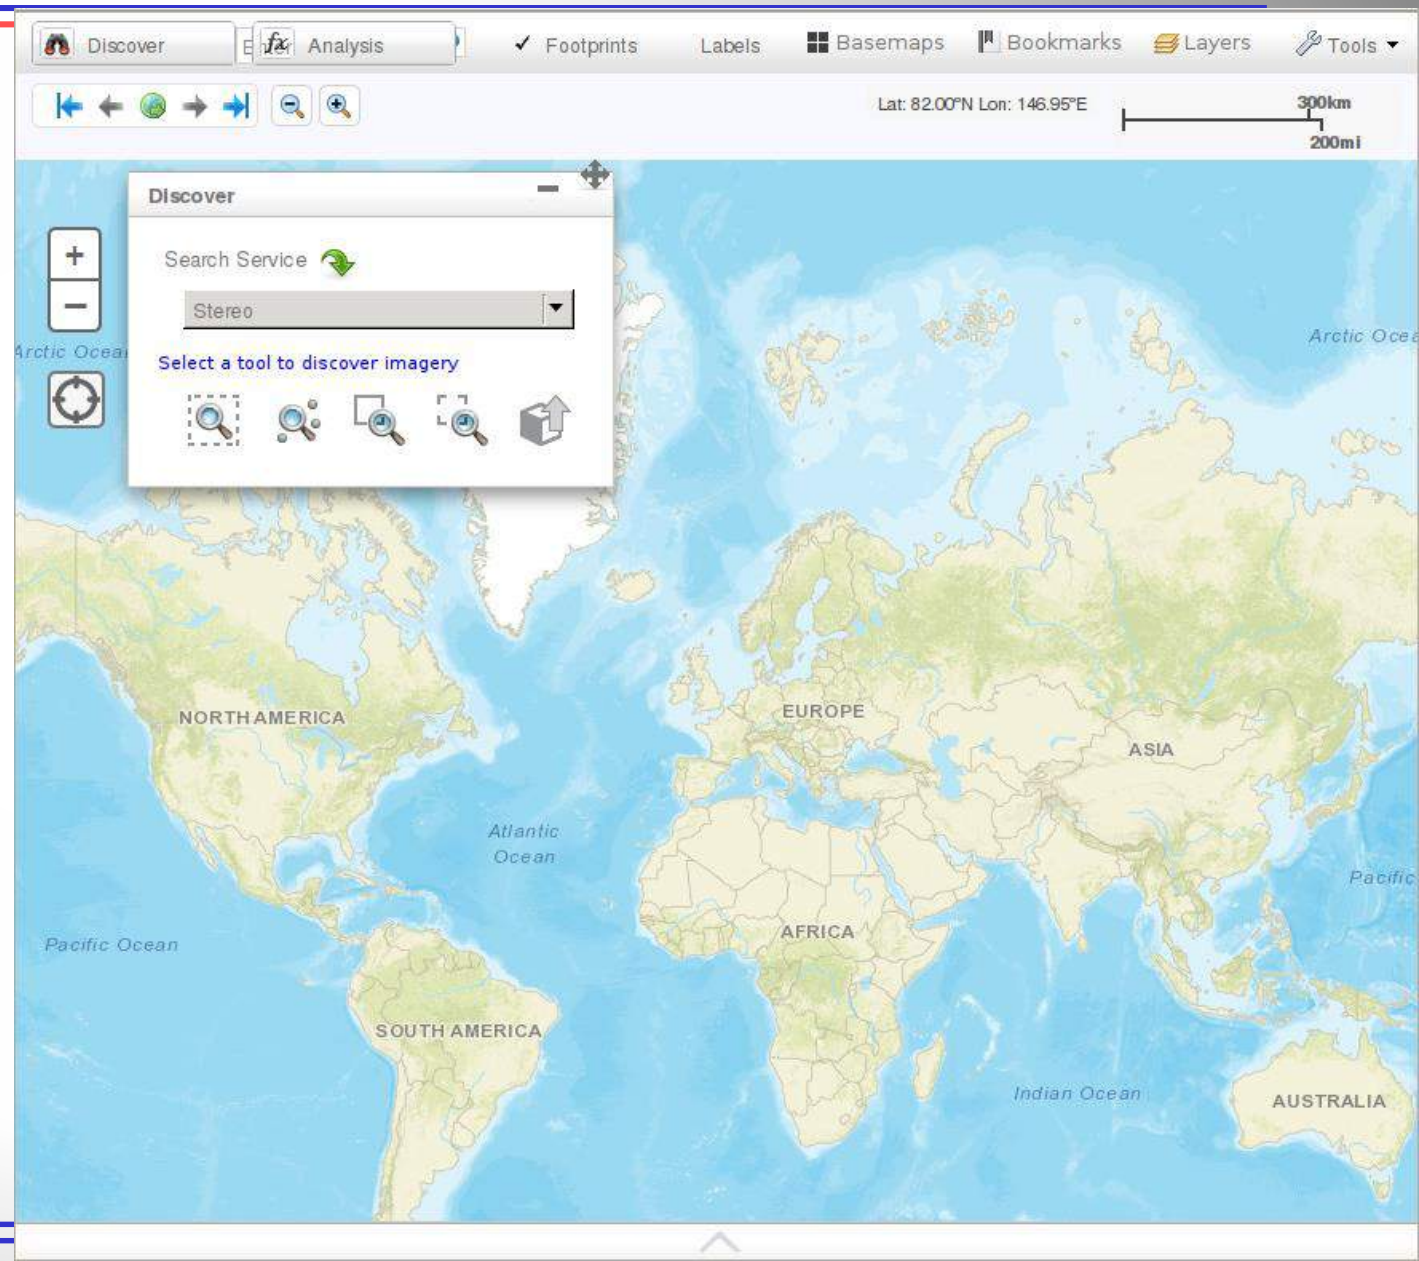 Discover Analysis Footprints Labels Basemaps Bookmarks Layers Tools
Lat: 82.00°N Lon: 146.95°E 300km
200mi
Discover
Search Service
Stereo
Select a tool to discover imagery
Arctic Ocea
Arctic Ocea
NORTH AMERICA
EUROPE
ASIA
Atlantic
Ocean
Pacific
AFRICA
Pacific Ocean
SOUTH AMERICA
Indian Ocean
AUSTRALIA